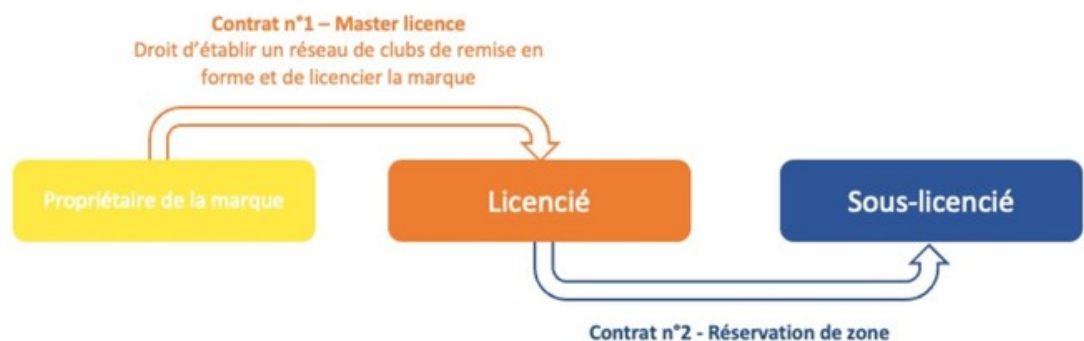 Contrat n°1 – Master licence
Droit d'établir un réseau de clubs de remise en
forme et de licencier la marque
Propriétaire de la marque
Licencié
Sous-licencié
Contrat n°2 - Réservation de zone